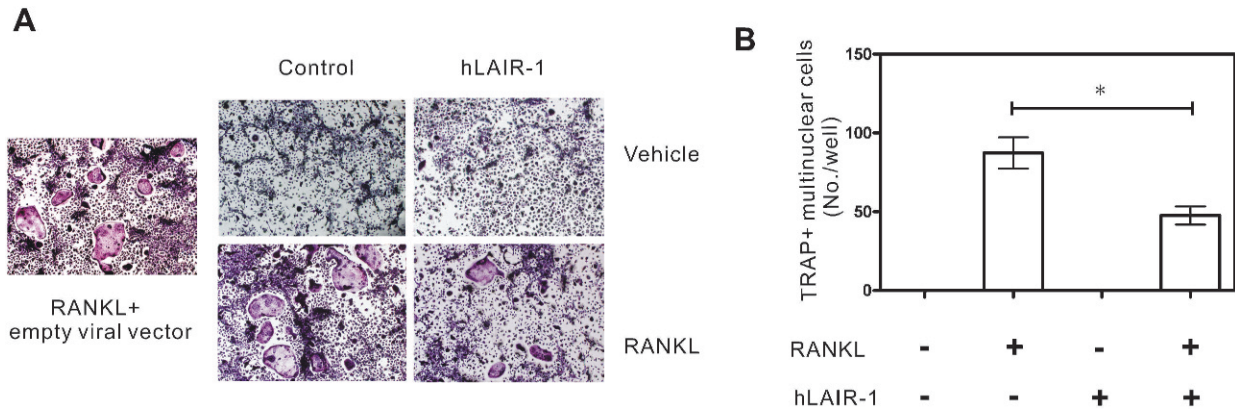 A
Control
hLAIR-1
Vehicle
RANKL+
empty viral vector
RANKL
B
TRAP+ multinuclear cells
(No./well)
150
100
50
0
*
RANKL - + - +
hLAIR-1 - - + +